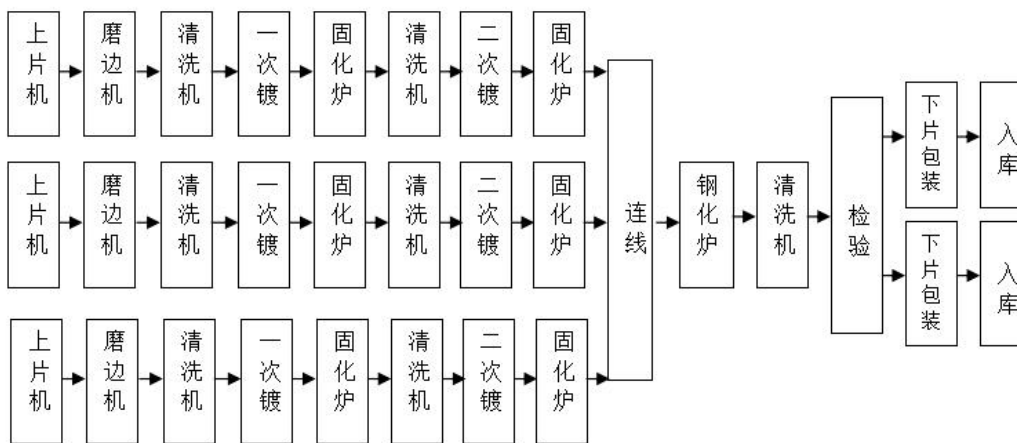 上片机
磨边机
清洗机
一次镀
固化炉
清洗机
二次镀
固化炉
上片机
磨边机
清洗机
一次镀
固化炉
清洗机
二次镀
固化炉
上片机
磨边机
清洗机
一次镀
固化炉
清洗机
二次镀
固化炉
连线
钢化炉
清洗机
检验
下片包装
入库
下片包装
入库